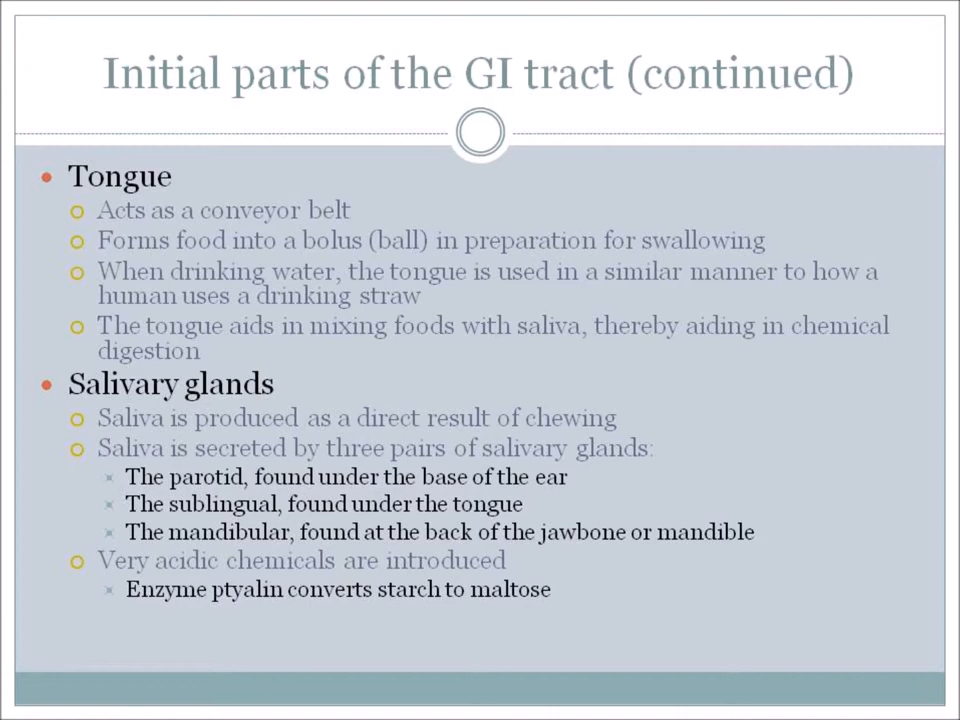 Initial parts of the GI tract (continued)
Tongue
Acts as a conveyor belt
Forms food into a bolus (ball) in preparation for swallowing
When drinking water, the tongue is used in a similar manner to how a
human uses a drinking straw
The tongue aids in mixing foods with saliva, thereby aiding in chemical
digestion
Salivary glands
Saliva is produced as a direct result of chewing
Saliva is secreted by three pairs of salivary glands:
The parotid, found under the base of the ear
The sublingual, found under the tongue
The mandibular, found at the back of the jawbone or mandible
Very acidic chemicals are introduced
Enzyme ptyalin converts starch to maltose